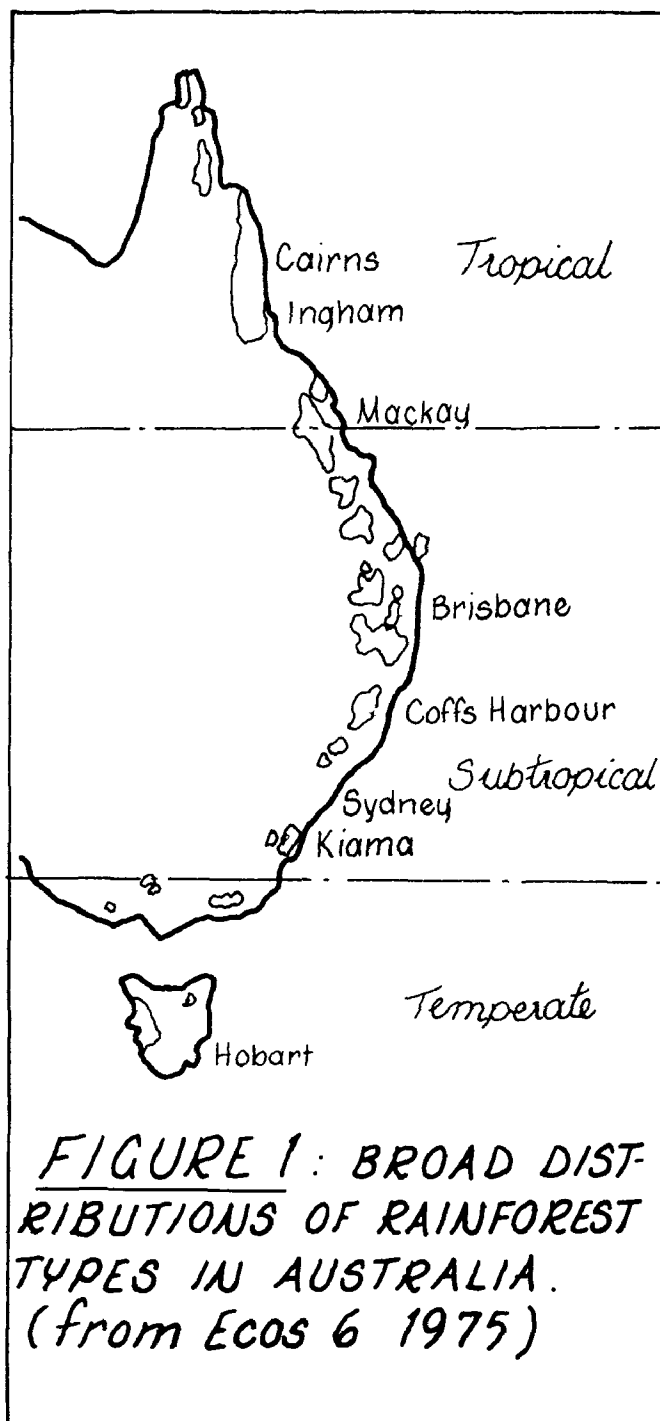 Cairns
Tropical
Ingham
Mackay
Brisbane
Coffs Harbour
Subtropical
Sydney
Kiama
Temperate
Hobart
FIGURE 1: BROAD DIST-
RIBUTIONS OF RAINFOREST
TYPES IN AUSTRALIA.
(from Ecos 6 1975)